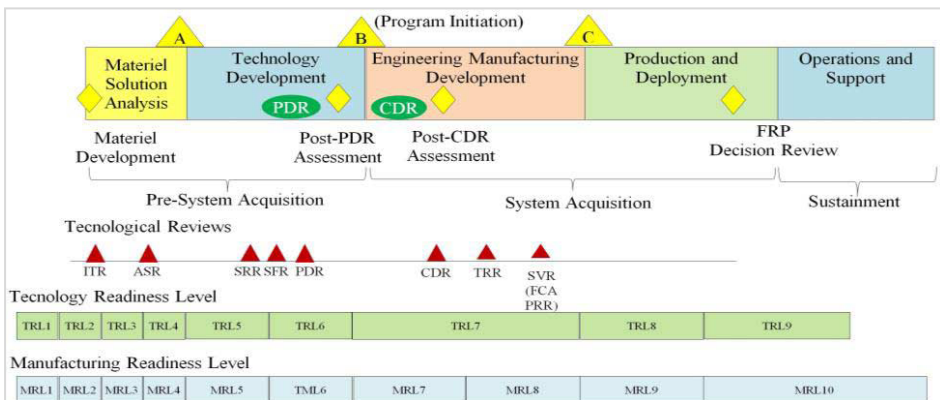 (Program Initiation)
A
B
C
Materiel
Solution
Analysis
Technology
Development
Engineering Manufacturing
Development
Production and
Deployment
Operations and
Support
PDR
CDR
Materiel
Development
Post-PDR
Assessment
Post-CDR
Assessment
FRP
Decision Review
Pre-System Acquisition
System Acquisition
Sustainment
Tecnological Reviews
ITR
ASR
SRR
SFR
PDR
CDR
TRR
SVR
(FCA
PRR)
Tecnology Readiness Level
TRL1
TRL2
TRL3
TRL4
TRL5
TRL6
TRL7
TRL8
TRL9
Manufacturing Readiness Level
MRL1
MRL2
MRL3
MRL4
MRL5
TML6
MRL7
MRL8
MRL9
MRL10